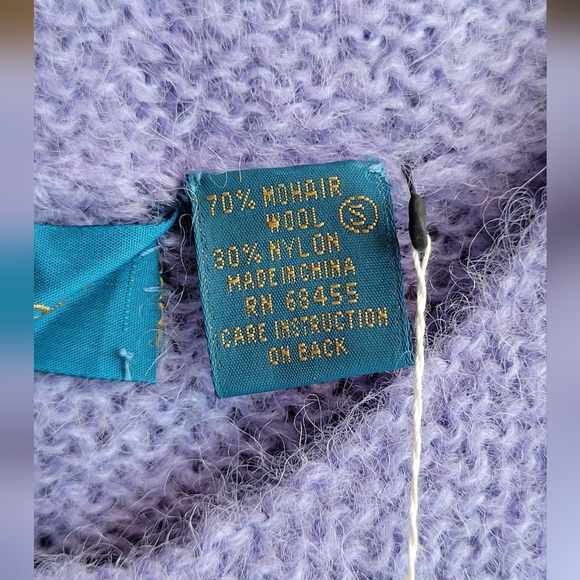 70% MOHAIR
WOOL Ⓢ
30% NYLON
MADE IN CHINA
RN 68455
CARE INSTRUCTION
ON BACK